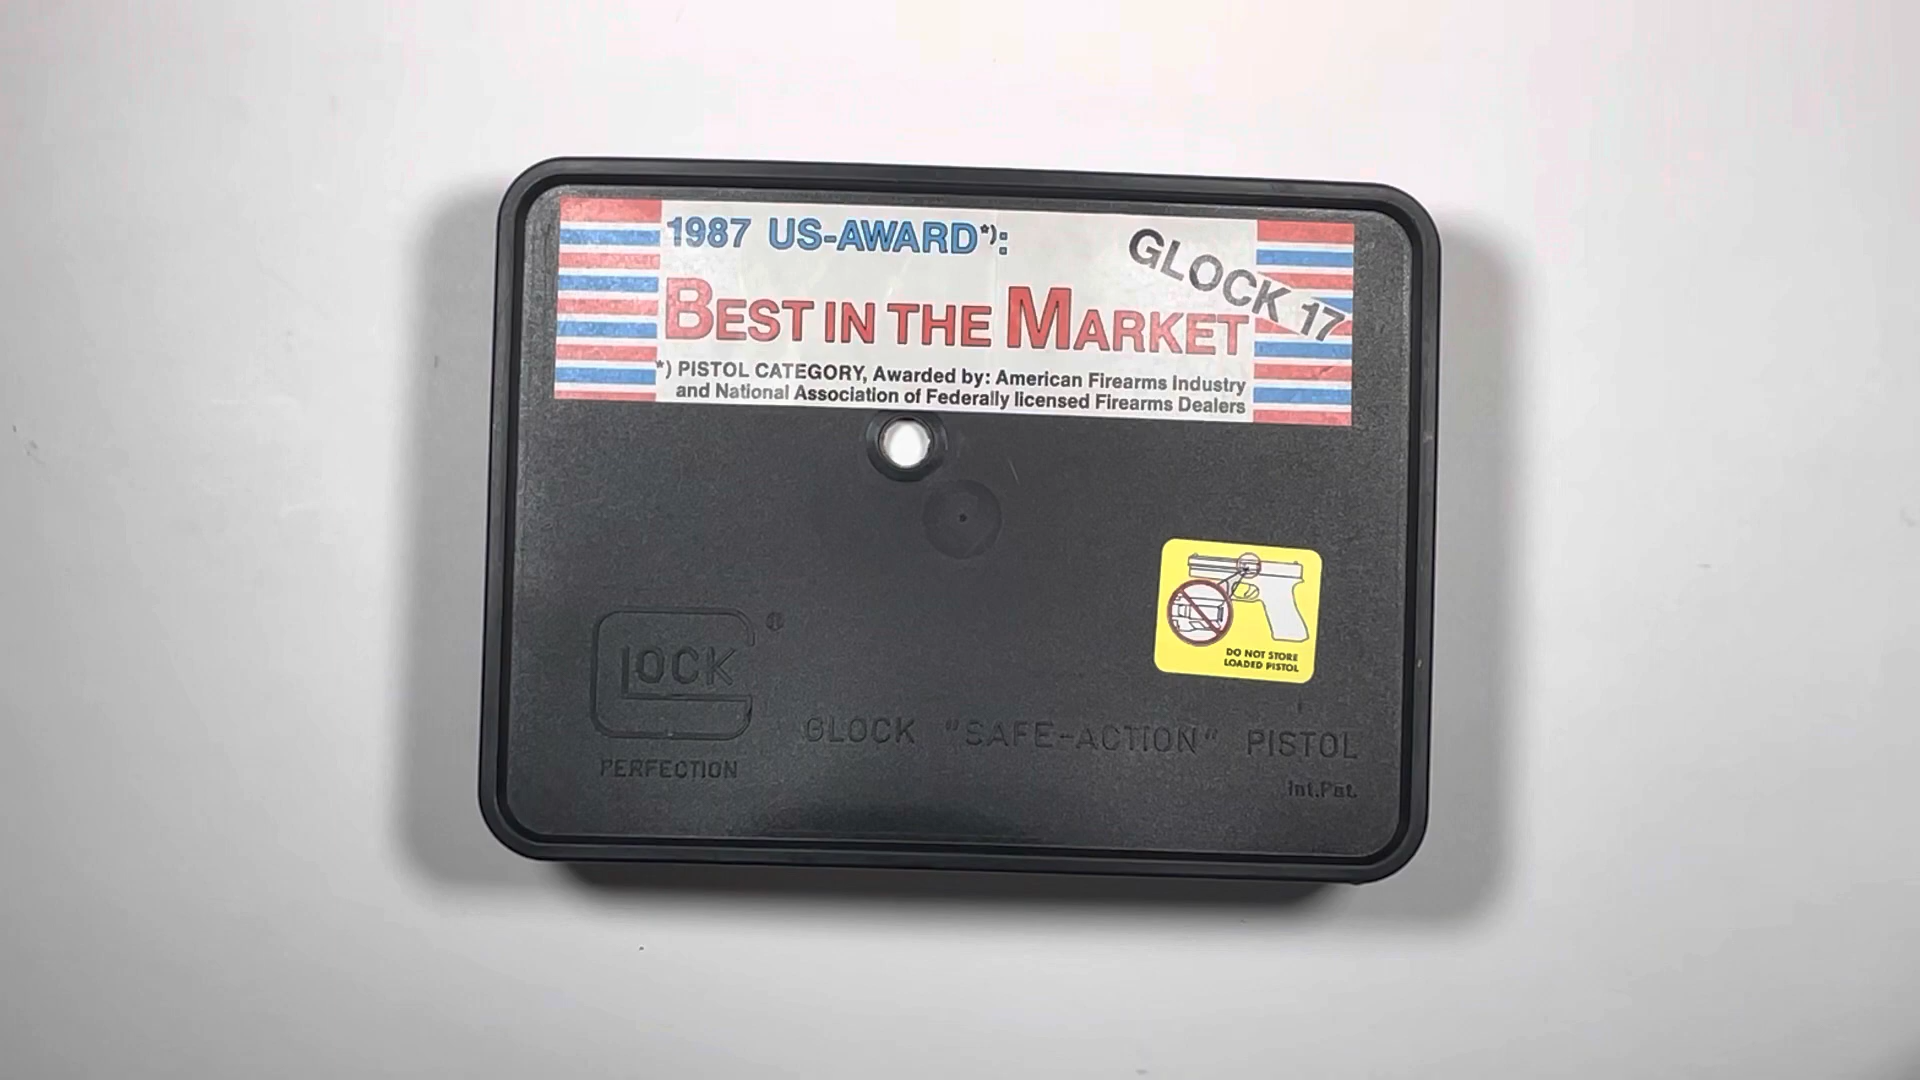 1987 US-AWARD*):
GLOCK 17
BEST IN THE MARKET
*) PISTOL CATEGORY, Awarded by: American Firearms Industry
and National Association of Federally licensed Firearms Dealers
DO NOT STORE
LOADED PISTOL
GLOCK ®
PERFECTION
GLOCK "SAFE-ACTION" PISTOL
Int.Pat.